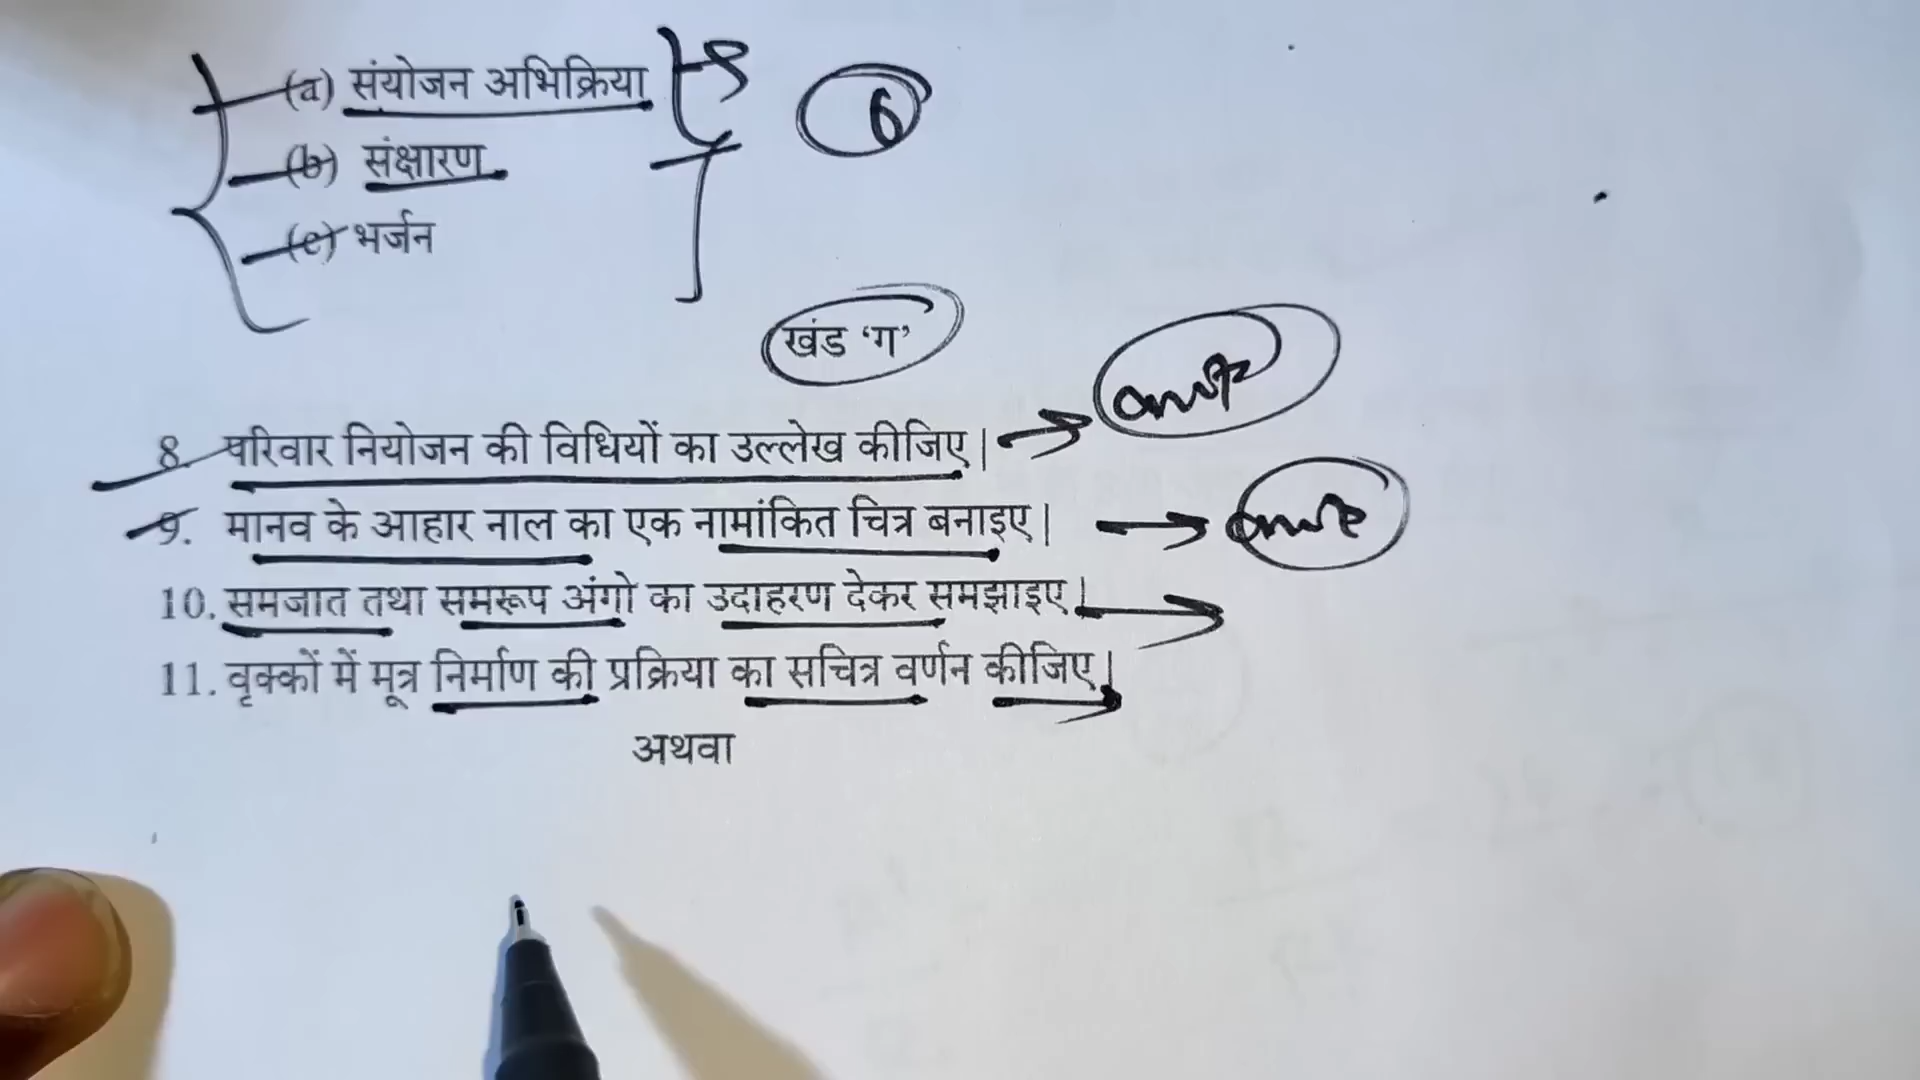 (a) संयोजन अभिक्रिया
6
(b) संक्षारण
(c) भर्जन
खंड ‘ग’
8. परिवार नियोजन की विधियों का उल्लेख कीजिए|
9. मानव के आहार नाल का एक नामांकित चित्र बनाइए|
10. समजात तथा समरूप अंगो का उदाहरण देकर समझाइए|
11. वृक्कों में मूत्र निर्माण की प्रक्रिया का सचित्र वर्णन कीजिए|
अथवा